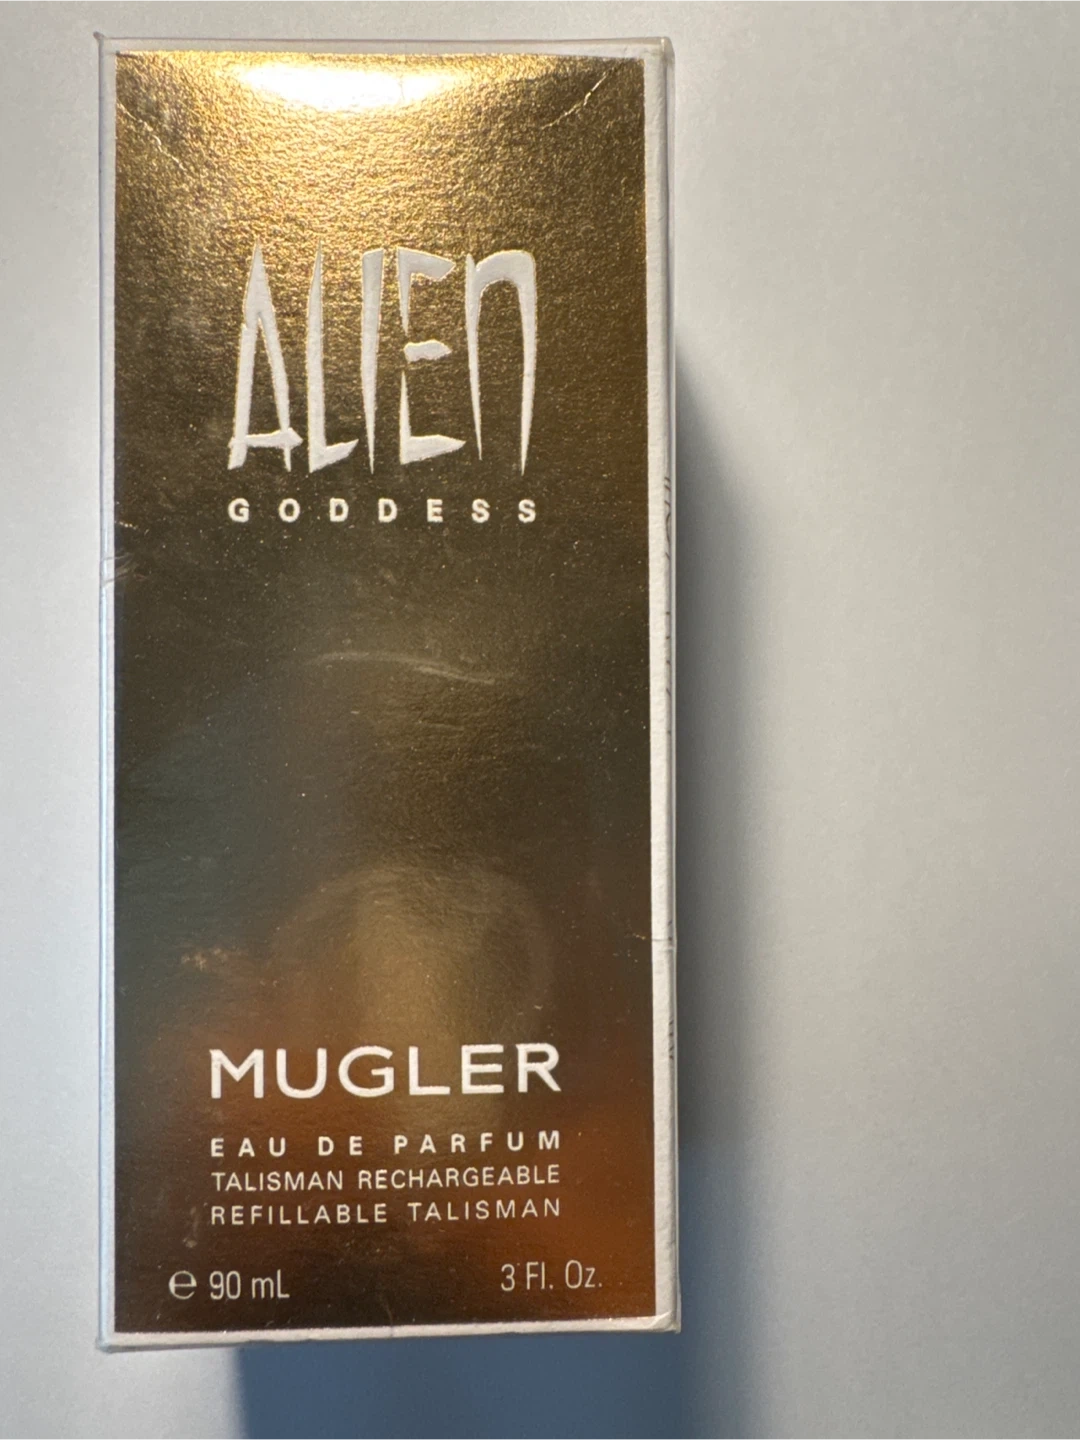 ALIEN
GODDESS
MUGLER
EAU DE PARFUM
TALISMAN RECHARGEABLE
REFILLABLE TALISMAN
℮ 90 mL 3 Fl. Oz.